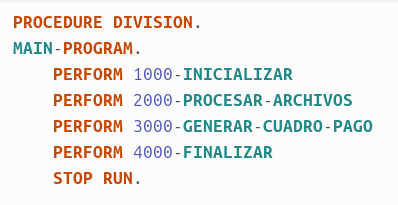 PROCEDURE DIVISION.
MAIN-PROGRAM.
    PERFORM 1000-INICIALIZAR
    PERFORM 2000-PROCESAR-ARCHIVOS
    PERFORM 3000-GENERAR-CUADRO-PAGO
    PERFORM 4000-FINALIZAR
    STOP RUN.